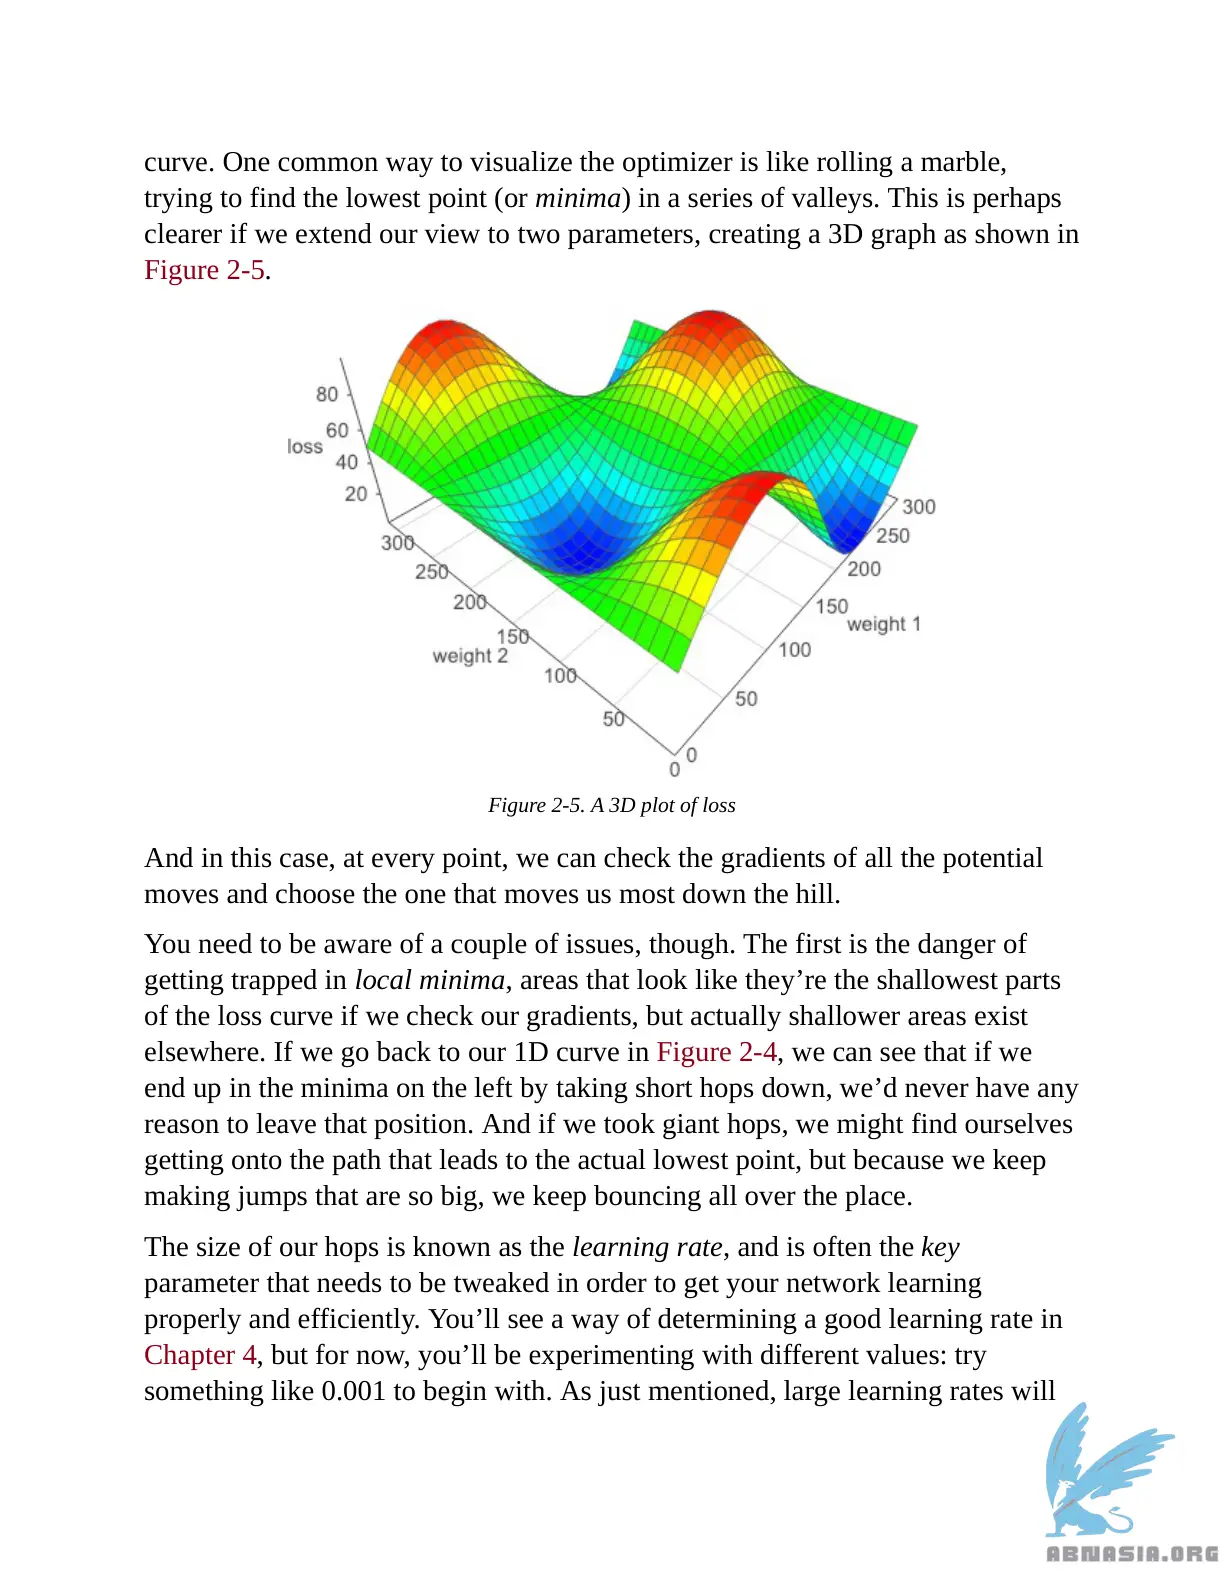 curve. One common way to visualize the optimizer is like rolling a marble,
trying to find the lowest point (or minima) in a series of valleys. This is perhaps
clearer if we extend our view to two parameters, creating a 3D graph as shown in
Figure 2-5.
80
60
loss
40
20
300
250
200
150
weight 2
100
50
0
300
250
200
150
weight 1
100
50
0
Figure 2-5. A 3D plot of loss
And in this case, at every point, we can check the gradients of all the potential
moves and choose the one that moves us most down the hill.
You need to be aware of a couple of issues, though. The first is the danger of
getting trapped in local minima, areas that look like they’re the shallowest parts
of the loss curve if we check our gradients, but actually shallower areas exist
elsewhere. If we go back to our 1D curve in Figure 2-4, we can see that if we
end up in the minima on the left by taking short hops down, we’d never have any
reason to leave that position. And if we took giant hops, we might find ourselves
getting onto the path that leads to the actual lowest point, but because we keep
making jumps that are so big, we keep bouncing all over the place.
The size of our hops is known as the learning rate, and is often the key
parameter that needs to be tweaked in order to get your network learning
properly and efficiently. You’ll see a way of determining a good learning rate in
Chapter 4, but for now, you’ll be experimenting with different values: try
something like 0.001 to begin with. As just mentioned, large learning rates will
ABNASIA.ORG